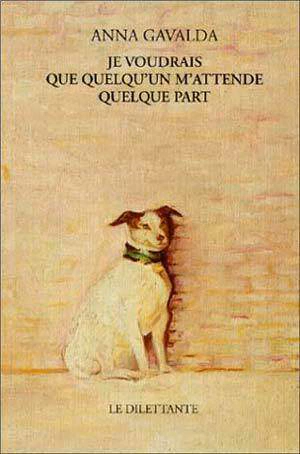 ANNA GAVALDA
JE VOUDRAIS
QUE QUELQU'UN M'ATTENDE
QUELQUE PART
LE DILETTANTE